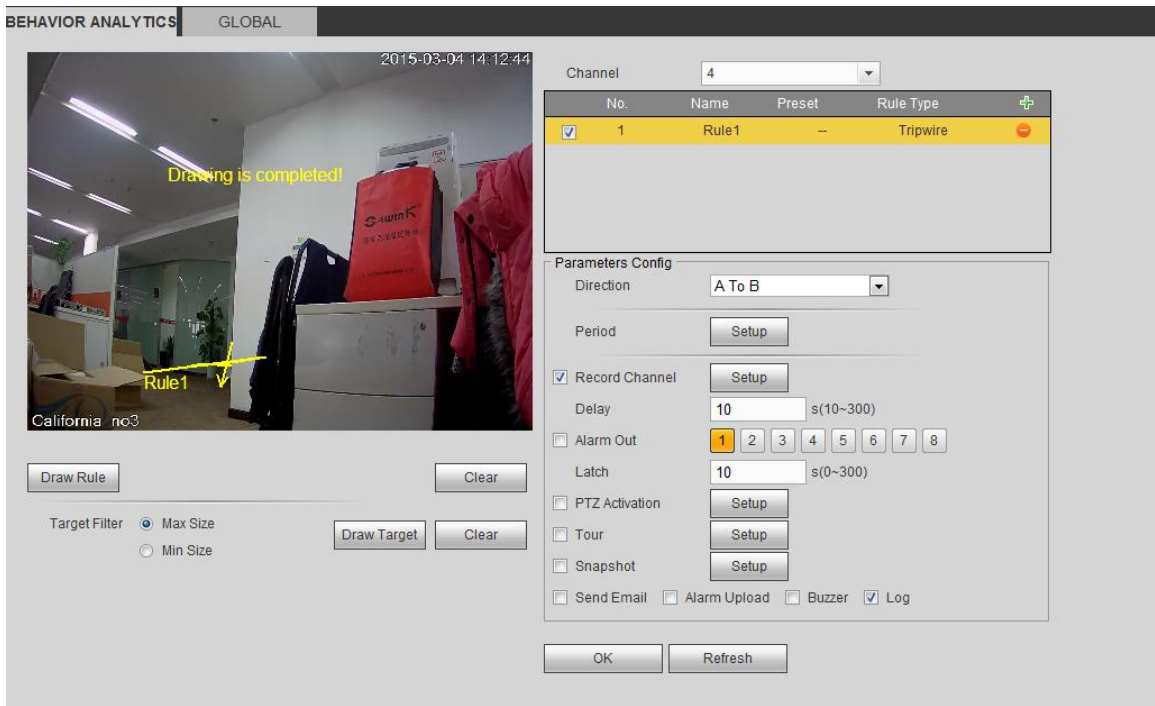 BEHAVIOR ANALYTICS
GLOBAL
2015-03-04 14:12:44
Drawing is completed!
SAWINK
Rule1
California no3
Draw Rule
Clear
Target Filter
Max Size
Min Size
Draw Target
Clear
Channel
4
No. Name Preset Rule Type
1 Rule1 -- Tripwire
Parameters Config
Direction
A To B
Period
Setup
Record Channel
Setup
Delay
10
s(10~300)
Alarm Out
1 2 3 4 5 6 7 8
Latch
10
s(0~300)
PTZ Activation
Setup
Tour
Setup
Snapshot
Setup
Send Email
Alarm Upload
Buzzer
Log
OK
Refresh